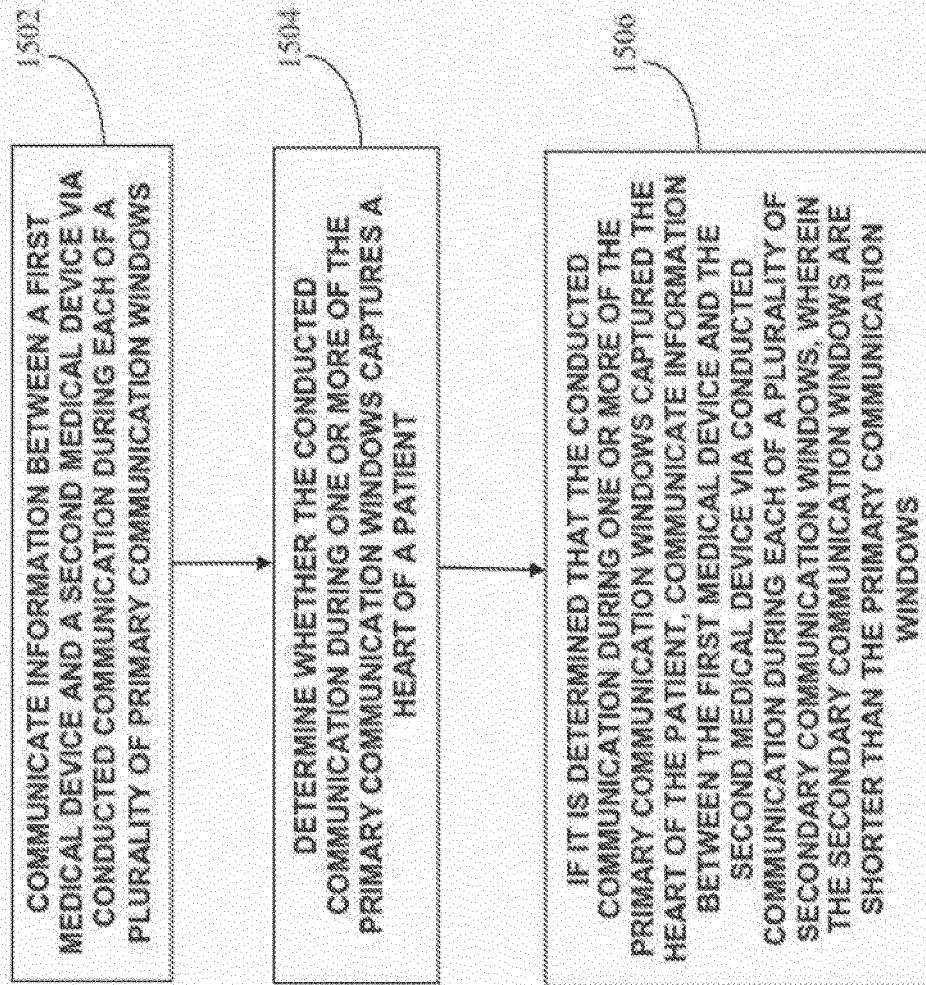 COMMUNICATE INFORMATION BETWEEN A FIRST
MEDICAL DEVICE AND A SECOND MEDICAL DEVICE VIA
CONDUCTED COMMUNICATION DURING EACH OF A
PLURALITY OF PRIMARY COMMUNICATION WINDOWS
1502
DETERMINE WHETHER THE CONDUCTED
COMMUNICATION DURING ONE OR MORE OF THE
PRIMARY COMMUNICATION WINDOWS CAPTURES A
HEART OF A PATIENT
1504
IF IT IS DETERMINED THAT THE CONDUCTED
COMMUNICATION DURING ONE OR MORE OF THE
PRIMARY COMMUNICATION WINDOWS CAPTURED THE
HEART OF THE PATIENT, COMMUNICATE INFORMATION
BETWEEN THE FIRST MEDICAL DEVICE AND THE
SECOND MEDICAL DEVICE VIA CONDUCTED
COMMUNICATION DURING EACH OF A PLURALITY OF
SECONDARY COMMUNICATION WINDOWS, WHEREIN
THE SECONDARY COMMUNICATION WINDOWS ARE
SHORTER THAN THE PRIMARY COMMUNICATION
WINDOWS
1506